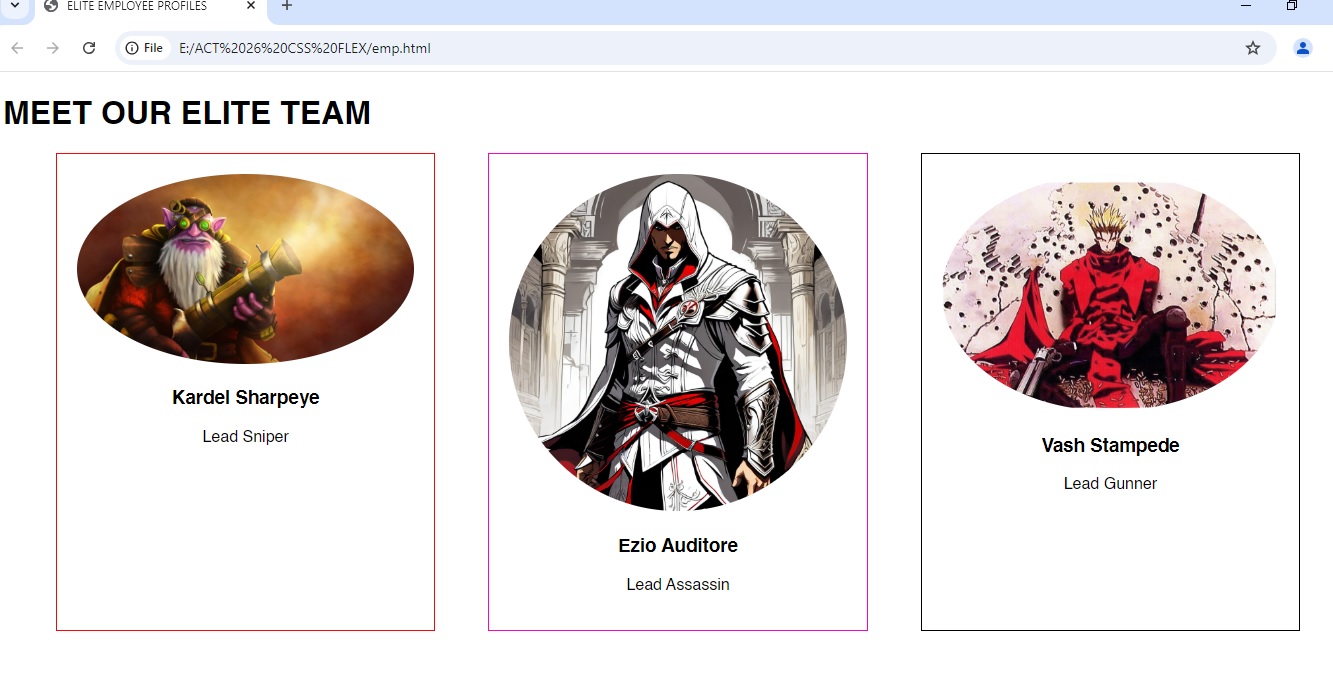 ELITE EMPLOYEE PROFILES
File
E:/ACT%2026%20CSS%20FLEX/emp.html
MEET OUR ELITE TEAM
Kardel Sharpeye
Lead Sniper
Ezio Auditore
Lead Assassin
Vash Stampede
Lead Gunner